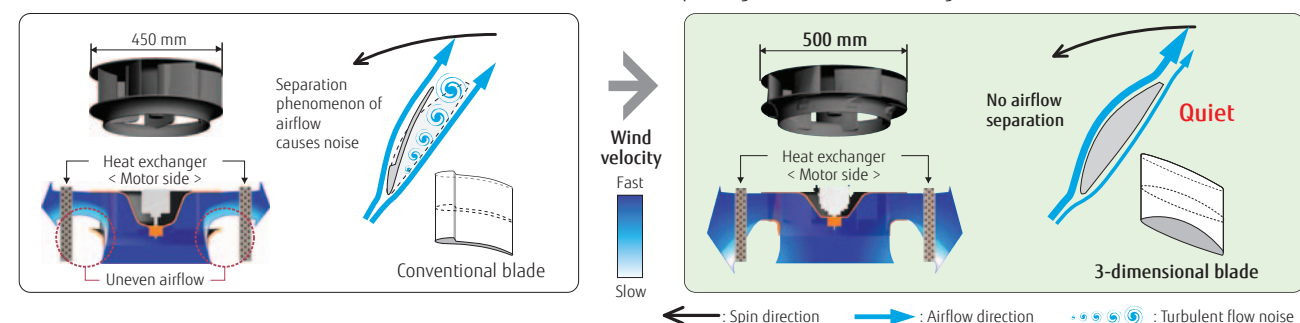 450 mm
Separation
phenomenon of
airflow
causes noise
Heat exchanger
< Motor side >
Uneven airflow
Conventional blade
Wind
velocity
Fast
Slow
500 mm
No airflow
separation
Quiet
Heat exchanger
< Motor side >
3-dimensional blade
: Spin direction
: Airflow direction
: Turbulent flow noise